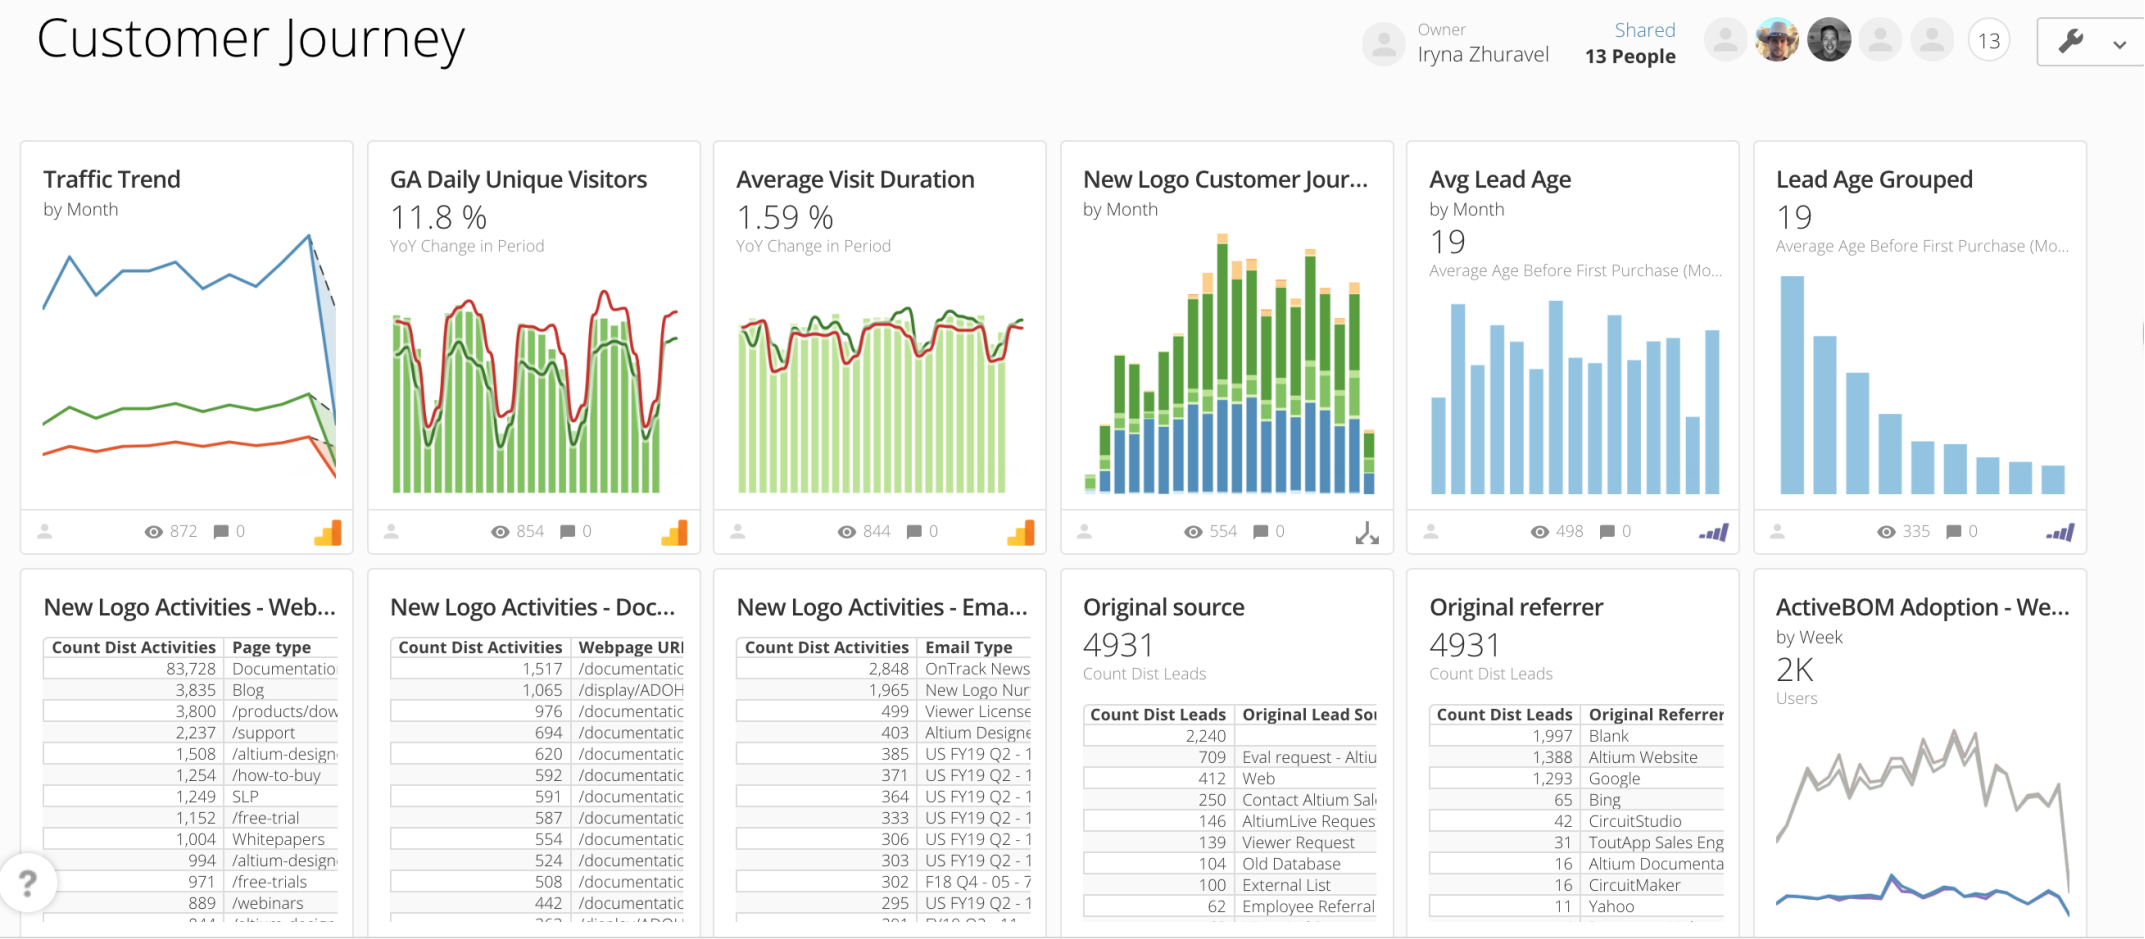 Customer Journey
Owner
Iryna Zhuravel
Shared
13 People
13
Traffic Trend
by Month
872
0
GA Daily Unique Visitors
11.8 %
YoY Change in Period
854
0
Average Visit Duration
1.59 %
YoY Change in Period
844
0
New Logo Customer Jour...
by Month
554
0
Avg Lead Age
by Month
19
Average Age Before First Purchase (Mo...
498
0
Lead Age Grouped
19
Average Age Before First Purchase (Mo...
335
0
New Logo Activities - Web...
Count Dist Activities Page type
83,728 Documentation
3,835 Blog
3,800 /products/dow
2,237 /support
1,508 /altium-design
1,254 /how-to-buy
1,249 SLP
1,152 /free-trial
1,004 Whitepapers
994 /altium-design
971 /free-trials
889 /webinars
New Logo Activities - Doc...
Count Dist Activities Webpage URL
1,517 /documentatic
1,065 /display/ADOH
976 /documentatic
694 /documentatic
620 /documentatic
592 /documentatic
591 /documentatic
587 /documentatic
554 /documentatic
524 /documentatic
508 /documentatic
442 /documentatic
New Logo Activities - Ema...
Count Dist Activities Email Type
2,848 OnTrack News
1,965 New Logo Nur
499 Viewer License
403 Altium Designe
385 US FY19 Q2 - 1
371 US FY19 Q2 - 1
364 US FY19 Q2 - 1
333 US FY19 Q2 - 1
306 US FY19 Q2 - 1
303 US FY19 Q2 - 1
302 F18 Q4 - 05 - 7
295 US FY19 Q2 - 1
Original source
4931
Count Dist Leads
Count Dist Leads Original Lead Sou
2,240
709 Eval request - Altiu
412 Web
250 Contact Altium Sal
146 AltiumLive Reques
139 Viewer Request
104 Old Database
100 External List
62 Employee Referral
Original referrer
4931
Count Dist Leads
Count Dist Leads Original Referrer
1,997 Blank
1,388 Altium Website
1,293 Google
65 Bing
42 CircuitStudio
31 ToutApp Sales Eng
16 Altium Documenta
16 CircuitMaker
11 Yahoo
ActiveBOM Adoption - We...
by Week
2K
Users
?